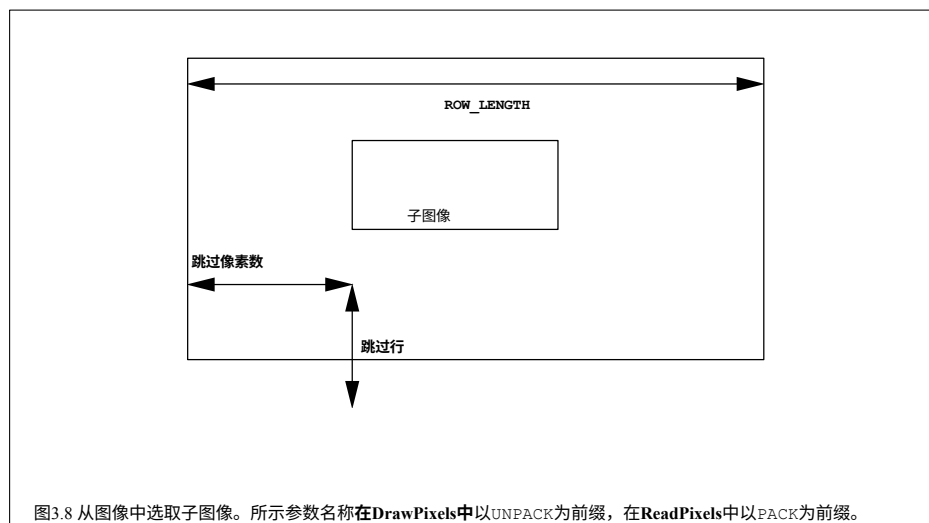 ROW_LENGTH
子图像
跳过像素数
跳过行
图3.8 从图像中选取子图像。所示参数名称在DrawPixels中以UNPACK为前缀，在ReadPixels中以PACK为前缀。